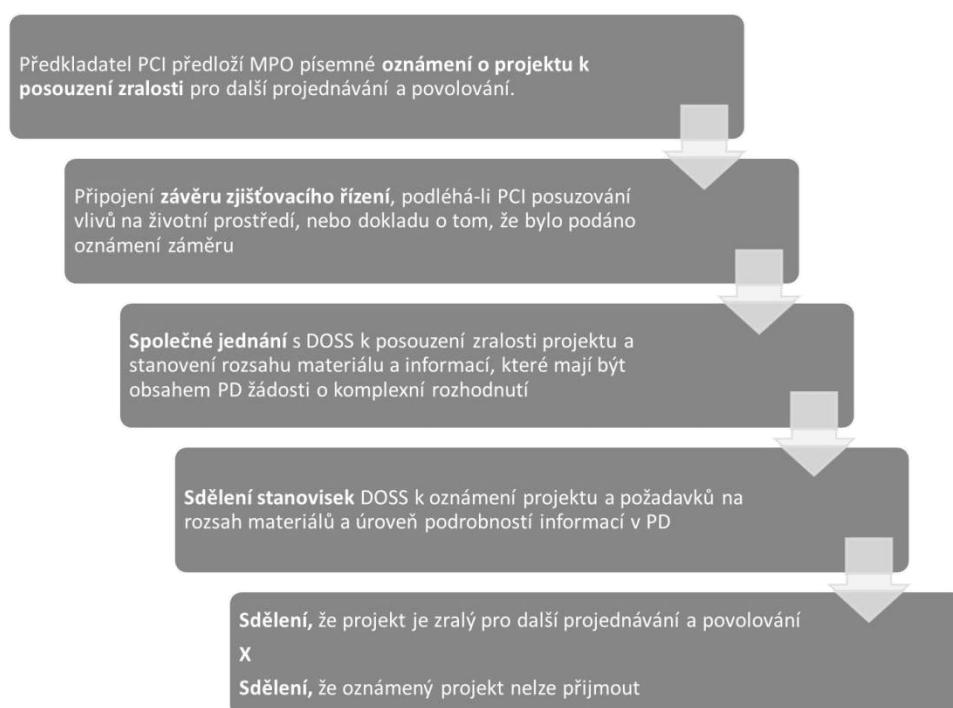 Předkladatel PCI předloží MPO písemné oznámení o projektu k
posouzení zralosti pro další projednávání a povolování.
Připojení závěru zjišťovacího řízení, podléhá-li PCI posuzování
vlivů na životní prostředí, nebo dokladu o tom, že bylo podáno
oznámení záměru
Společné jednání s DOSS k posouzení zralosti projektu a
stanovení rozsahu materiálu a informací, které mají být
obsahem PD žádosti o komplexní rozhodnutí
Sdělení stanovisek DOSS k oznámení projektu a požadavků na
rozsah materiálů a úroveň podrobností informací v PD
Sdělení, že projekt je zralý pro další projednávání a povolování
X
Sdělení, že oznámený projekt nelze přijmout